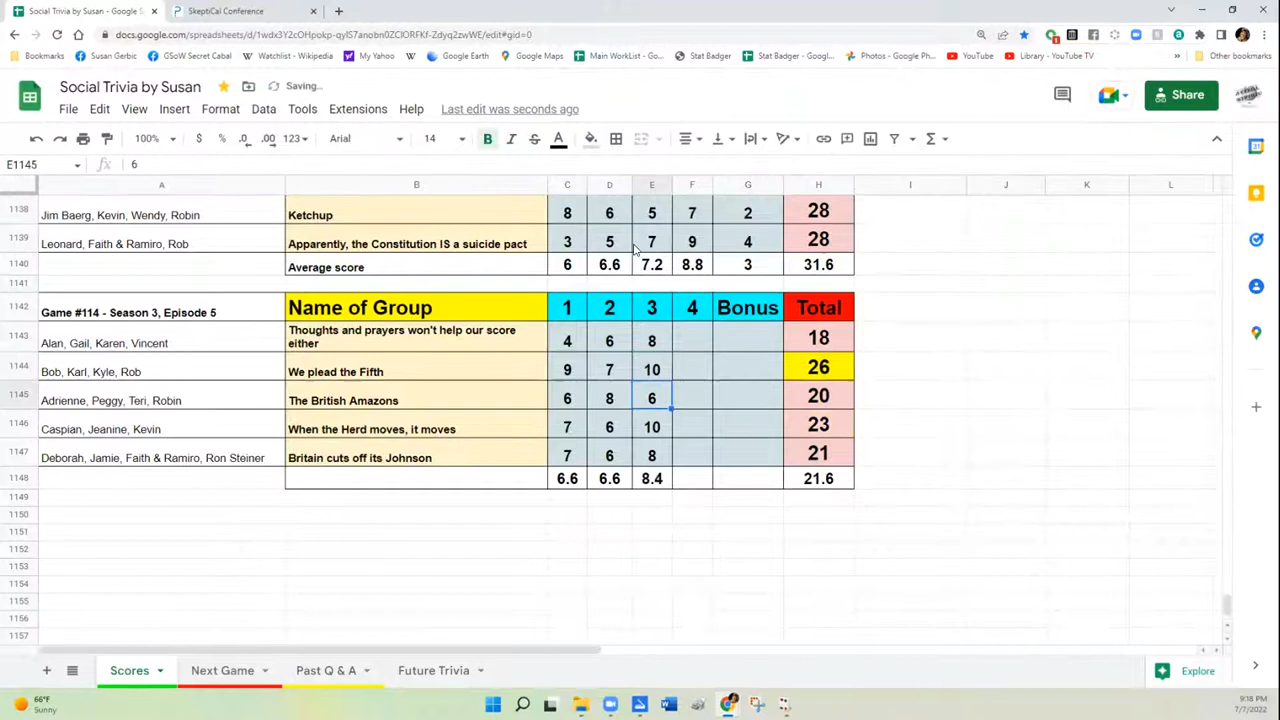 Social Trivia by Susan - Google S
SkeptiCal Conference
docs.google.com/spreadsheets/d/1wdx3Y2cOHpokp-qyIS7anobn0ZCIORFKf-Zdyq2zwWE/edit#gid=0
Bookmarks Susan Gerbic GSoW Secret Cabal Watchlist - Wikipedia My Yahoo Google Earth Google Maps Main WorkList - Go... Stat Badger Stat Badger - Googl... Photos - Google Ph... YouTube Library - YouTube TV » Other bookmarks
Social Trivia by Susan Saving...
File Edit View Insert Format Data Tools Extensions Help Last edit was seconds ago
Share
100% $ % .0 .00 123 Arial 14 B I S A
E1145 fx 6
A B C D E F G H I J K L
1138 Jim Baerg, Kevin, Wendy, Robin Ketchup 8 6 5 7 2 28
1139 Leonard, Faith & Ramiro, Rob Apparently, the Constitution IS a suicide pact 3 5 7 9 4 28
1140 Average score 6 6.6 7.2 8.8 3 31.6
1141
1142 Game #114 - Season 3, Episode 5 Name of Group 1 2 3 4 Bonus Total
1143 Alan, Gail, Karen, Vincent Thoughts and prayers won't help our score either 4 6 8 18
1144 Bob, Karl, Kyle, Rob We plead the Fifth 9 7 10 26
1145 Adrienne, Peggy, Teri, Robin The British Amazons 6 8 6 20
1146 Caspian, Jeanine, Kevin When the Herd moves, it moves 7 6 10 23
1147 Deborah, Jamie, Faith & Ramiro, Ron Steiner Britain cuts off its Johnson 7 6 8 21
1148 6.6 6.6 8.4 21.6
1149
1150
1151
1152
1153
1154
1155
1156
1157
Scores Next Game Past Q & A Future Trivia Explore
66°F
Sunny
9:18 PM
7/7/2022